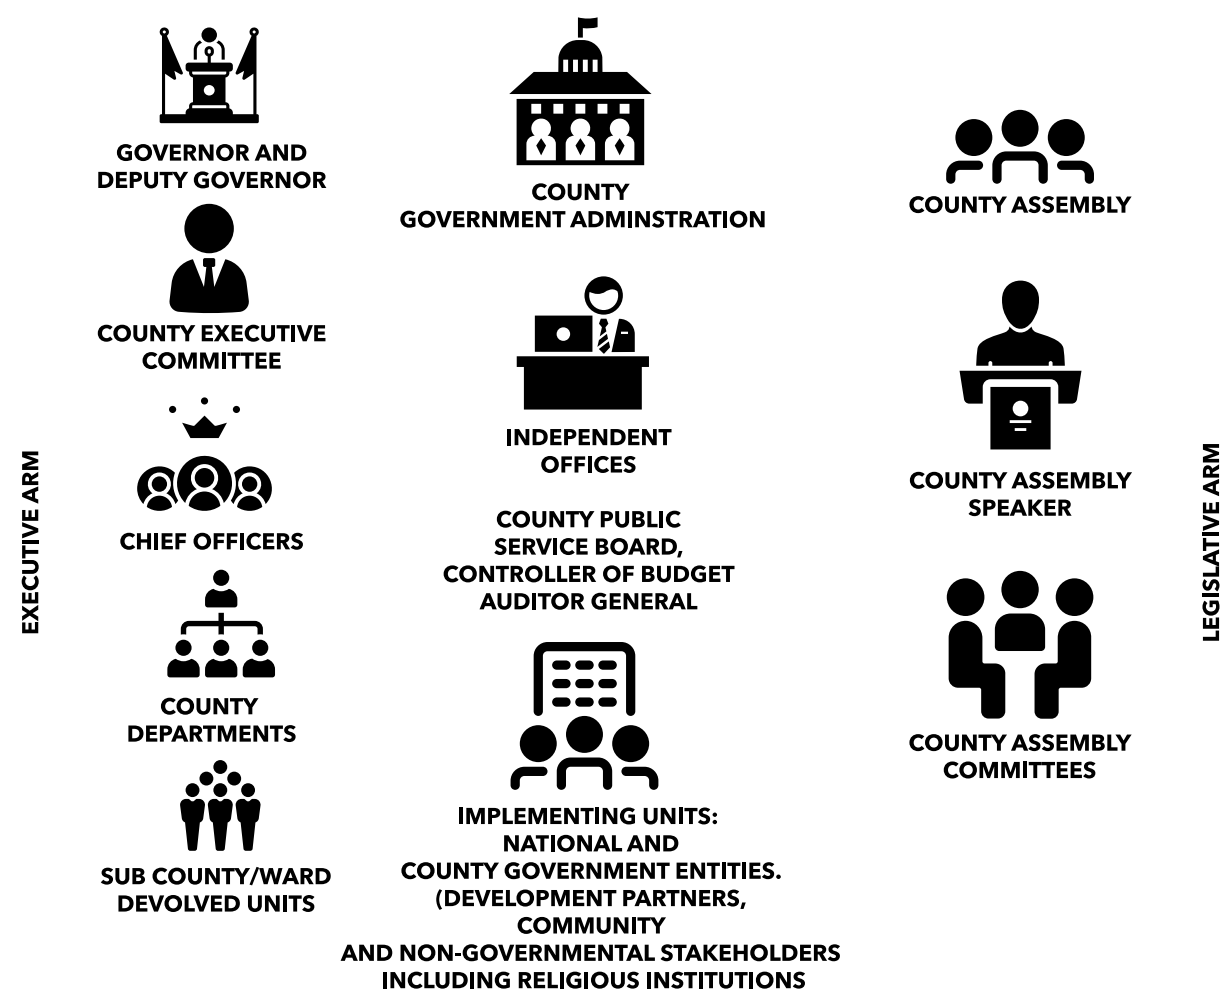 EXECUTIVE ARM
GOVERNOR AND
DEPUTY GOVERNOR
COUNTY EXECUTIVE
COMMITTEE
CHIEF OFFICERS
COUNTY
DEPARTMENTS
SUB COUNTY/WARD
DEVOLVED UNITS
COUNTY
GOVERNMENT ADMINSTRATION
INDEPENDENT
OFFICES
COUNTY PUBLIC
SERVICE BOARD,
CONTROLLER OF BUDGET
AUDITOR GENERAL
IMPLEMENTING UNITS:
NATIONAL AND
COUNTY GOVERNMENT ENTITIES.
(DEVELOPMENT PARTNERS,
COMMUNITY
AND NON-GOVERNMENTAL STAKEHOLDERS
INCLUDING RELIGIOUS INSTITUTIONS
COUNTY ASSEMBLY
COUNTY ASSEMBLY
SPEAKER
COUNTY ASSEMBLY
COMMITTEES
LEGISLATIVE ARM